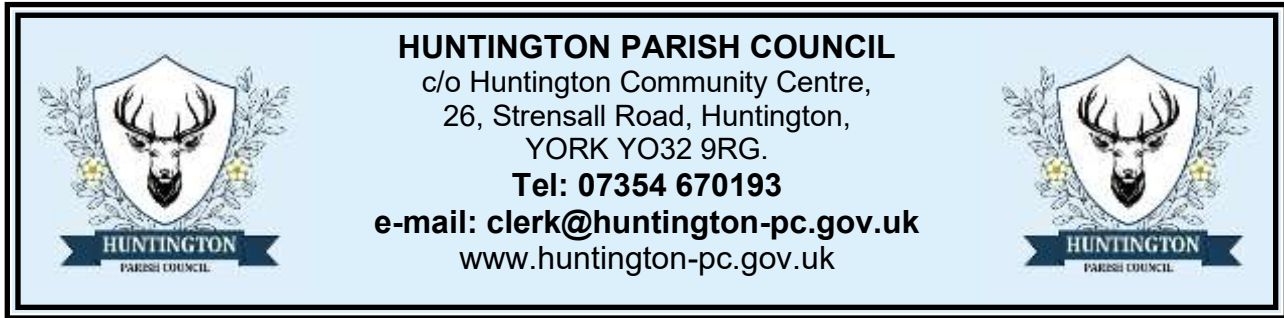 HUNTINGTON PARISH COUNCIL
c/o Huntington Community Centre,
26, Strensall Road, Huntington,
YORK YO32 9RG.
Tel: 07354 670193
e-mail: clerk@huntington-pc.gov.uk
www.huntington-pc.gov.uk
HUNTINGTON
PARISH COUNCIL
HUNTINGTON
PARISH COUNCIL